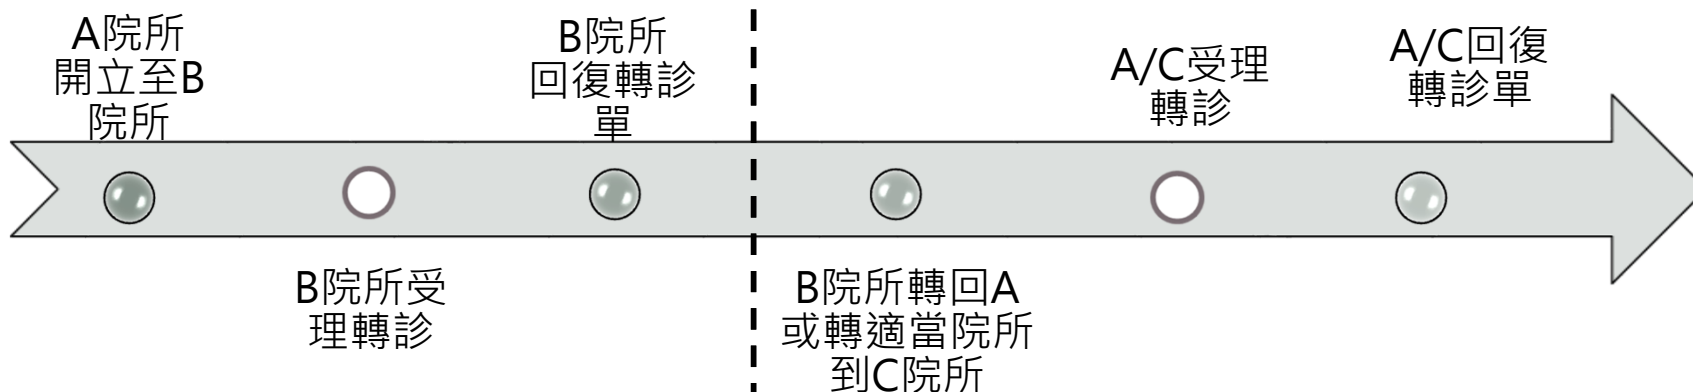 A院所
開立至B
院所
B院所受
理轉診
B院所
回復轉診
單
B院所轉回A
或轉適當院所
到C院所
A/C受理
轉診
A/C回復
轉診單